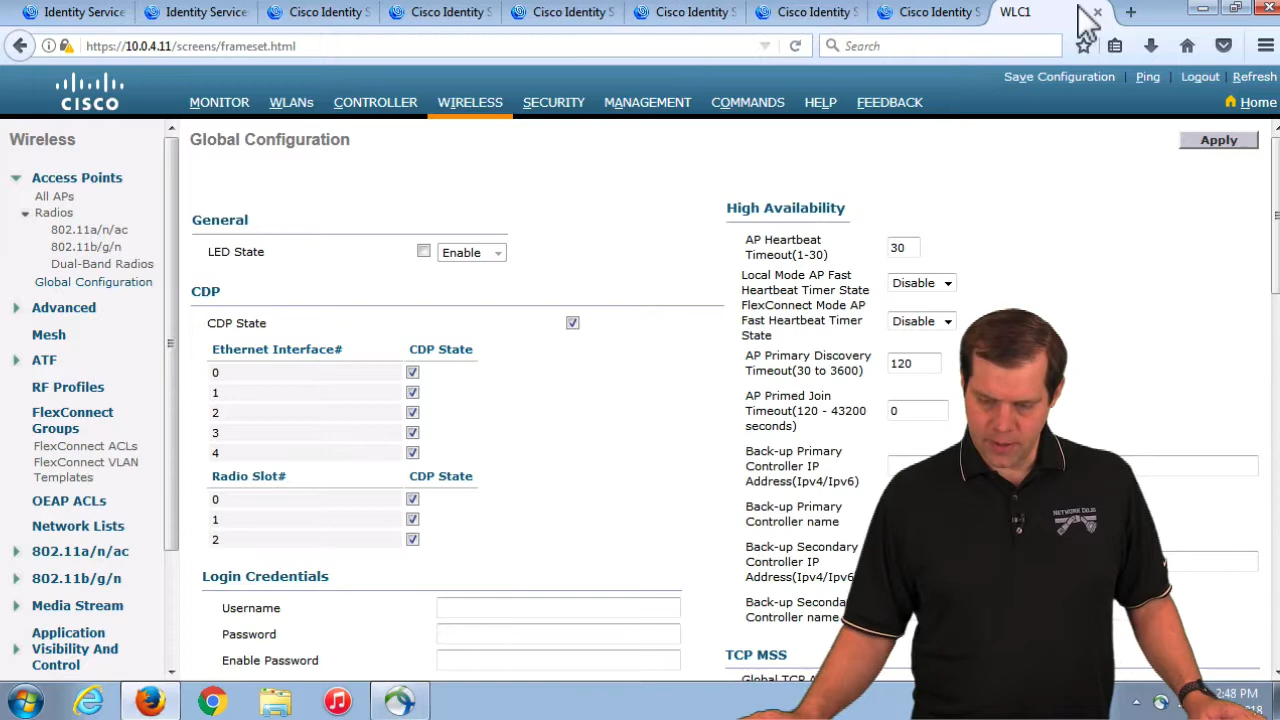 Identity Service
Identity Service
Cisco Identity S
Cisco Identity S
Cisco Identity S
Cisco Identity S
Cisco Identity S
Cisco Identity S
WLC1
https://10.0.4.11/screens/frameset.html
Search
Save Configuration
Ping
Logout
Refresh
CISCO
MONITOR
WLANs
CONTROLLER
WIRELESS
SECURITY
MANAGEMENT
COMMANDS
HELP
FEEDBACK
Home
Wireless
Access Points
All APs
Radios
802.11a/n/ac
802.11b/g/n
Dual-Band Radios
Global Configuration
Advanced
Mesh
ATF
RF Profiles
FlexConnect
Groups
FlexConnect ACLs
FlexConnect VLAN
Templates
OEAP ACLs
Network Lists
802.11a/n/ac
802.11b/g/n
Media Stream
Application
Visibility And
Control
Global Configuration
Apply
General
LED State
Enable
CDP
CDP State
Ethernet Interface#
CDP State
0
1
2
3
4
Radio Slot#
CDP State
0
1
2
Login Credentials
Username
Password
Enable Password
High Availability
AP Heartbeat
Timeout(1-30)
30
Local Mode AP Fast
Heartbeat Timer State
Disable
FlexConnect Mode AP
Fast Heartbeat Timer
State
Disable
AP Primary Discovery
Timeout(30 to 3600)
120
AP Primed Join
Timeout(120 - 43200
seconds)
0
Back-up Primary
Controller IP
Address(Ipv4/Ipv6)
Back-up Primary
Controller name
Back-up Secondary
Controller IP
Address(Ipv4/Ipv6
Back-up Seconda
Controller name
TCP MSS
Global TCP A
NETWORK DOJO
2:48 PM